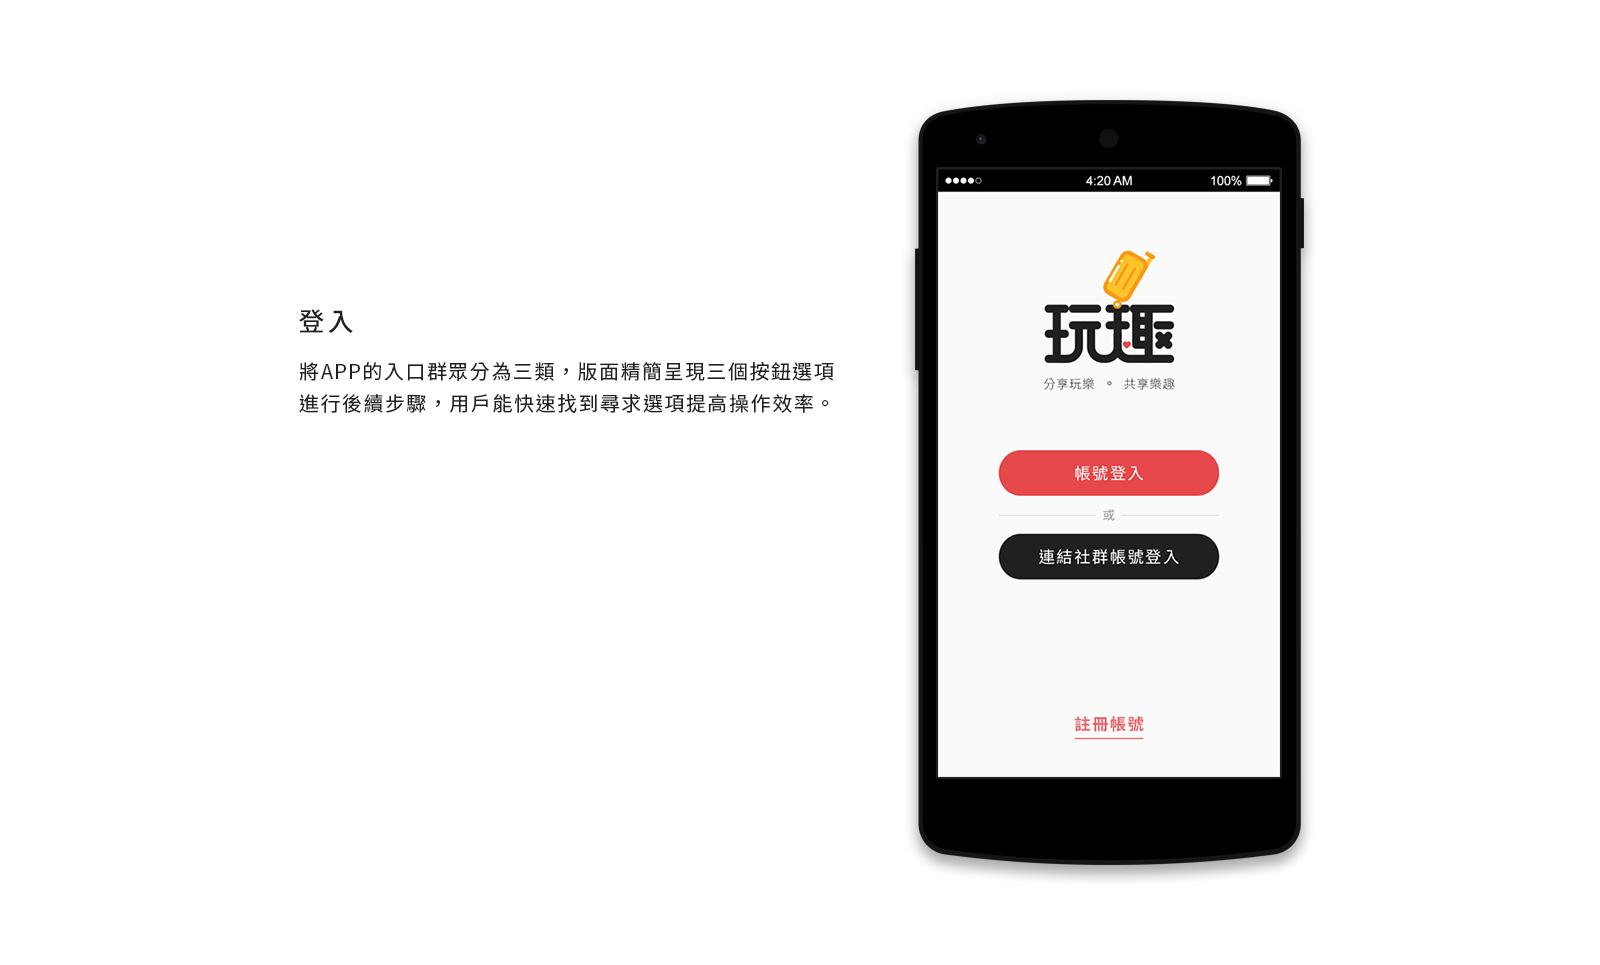 登入
將APP的入口群眾分為三類，版面精簡呈現三個按鈕選項
進行後續步驟，用戶能快速找到尋求選項提高操作效率。
4:20 AM
100%
玩趣
分享玩樂 。 共享樂趣
帳號登入
或
連結社群帳號登入
註冊帳號